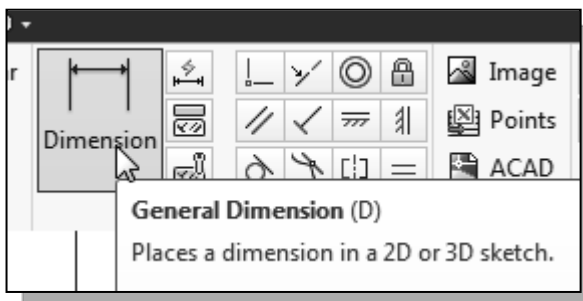 r
Image
Points
Dimension
ACAD
General Dimension (D)
Places a dimension in a 2D or 3D sketch.